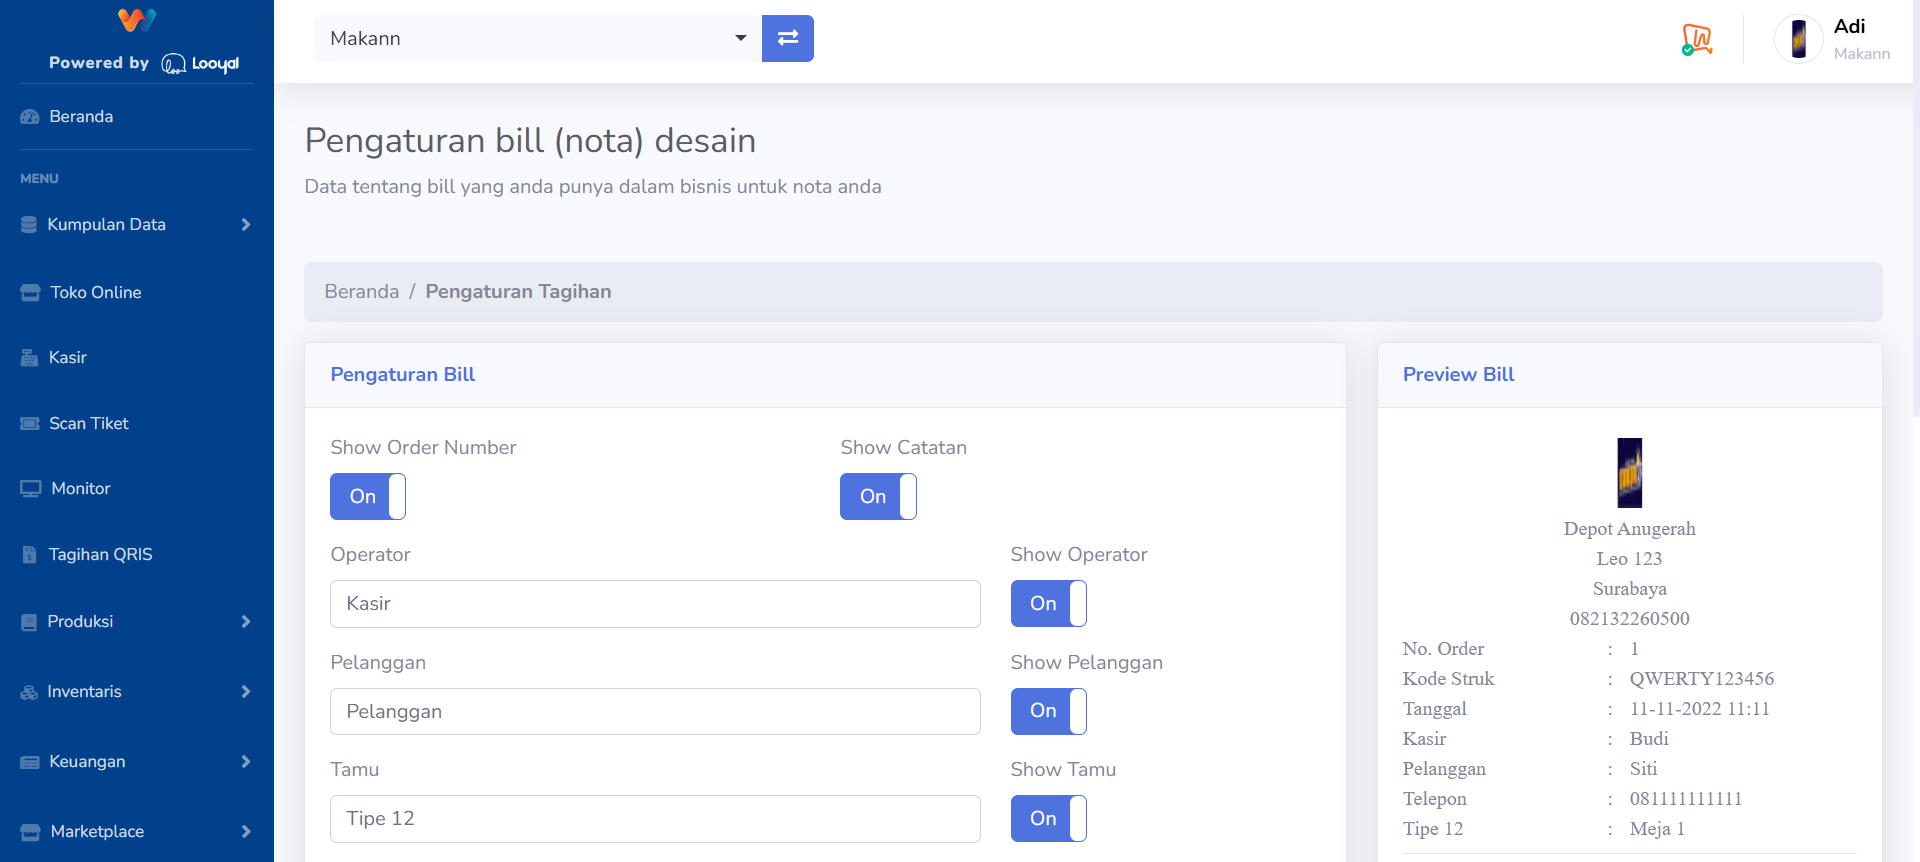 Powered by Looyal
Beranda
MENU
Kumpulan Data
Toko Online
Kasir
Scan Tiket
Monitor
Tagihan QRIS
Produksi
Inventaris
Keuangan
Marketplace
Makann
Adi
Makann
Pengaturan bill (nota) desain
Data tentang bill yang anda punya dalam bisnis untuk nota anda
Beranda / Pengaturan Tagihan
Pengaturan Bill
Show Order Number
On
Show Catatan
On
Operator
Kasir
Show Operator
On
Pelanggan
Pelanggan
Show Pelanggan
On
Tamu
Tipe 12
Show Tamu
On
Preview Bill
Depot Anugerah
Leo 123
Surabaya
082132260500
No. Order : 1
Kode Struk : QWERTY123456
Tanggal : 11-11-2022 11:11
Kasir : Budi
Pelanggan : Siti
Telepon : 081111111111
Tipe 12 : Meja 1